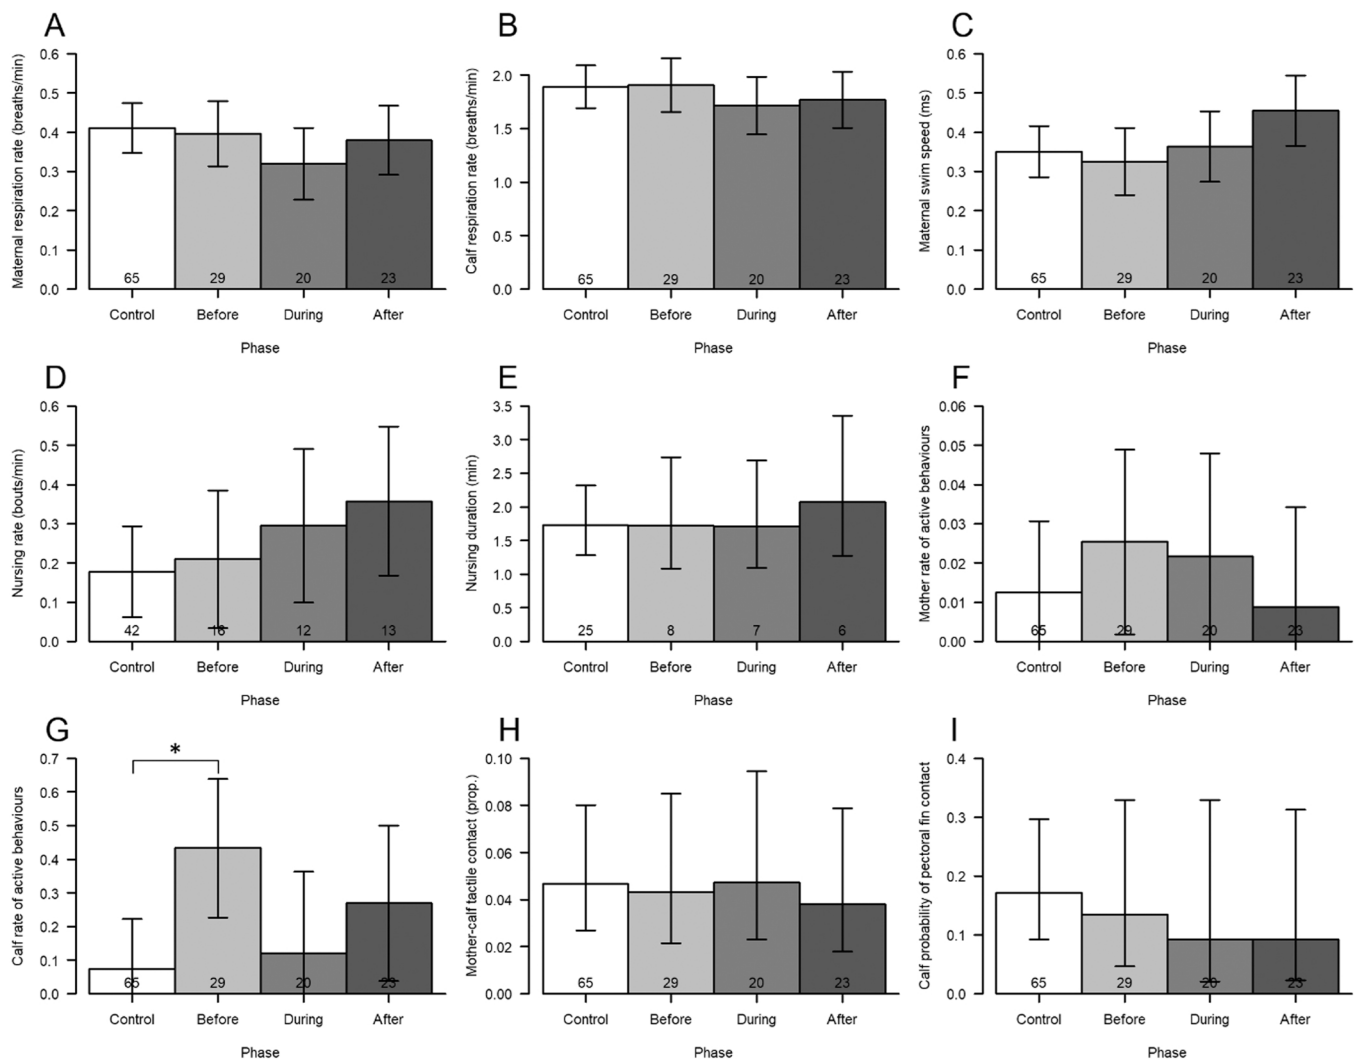 A
Maternal respiration rate (breaths/min)
0.6
0.5
0.4
0.3
0.2
0.1
0.0
65 29 20 23
Control Before During After
Phase
B
Calf respiration rate (breaths/min)
2.0
1.5
1.0
0.5
0.0
65 29 20 23
Control Before During After
Phase
C
Maternal swim speed (ms)
0.6
0.5
0.4
0.3
0.2
0.1
0.0
65 29 20 23
Control Before During After
Phase
D
Nursing rate (bouts/min)
0.6
0.5
0.4
0.3
0.2
0.1
0.0
42 16 12 13
Control Before During After
Phase
E
Nursing duration (min)
3.5
3.0
2.5
2.0
1.5
1.0
0.5
0.0
25 8 7 6
Control Before During After
Phase
F
Mother rate of active behaviours
0.06
0.05
0.04
0.03
0.02
0.01
0.00
65 29 20 23
Control Before During After
Phase
G
Calf rate of active behaviours
0.7
0.6
0.5
0.4
0.3
0.2
0.1
0.0
*
65 29 20 23
Control Before During After
Phase
H
Mother-calf tactile contact (prop.)
0.10
0.08
0.06
0.04
0.02
0.00
65 29 20 23
Control Before During After
Phase
I
Calf probability of pectoral fin contact
0.4
0.3
0.2
0.1
0.0
65 29 20 23
Control Before During After
Phase